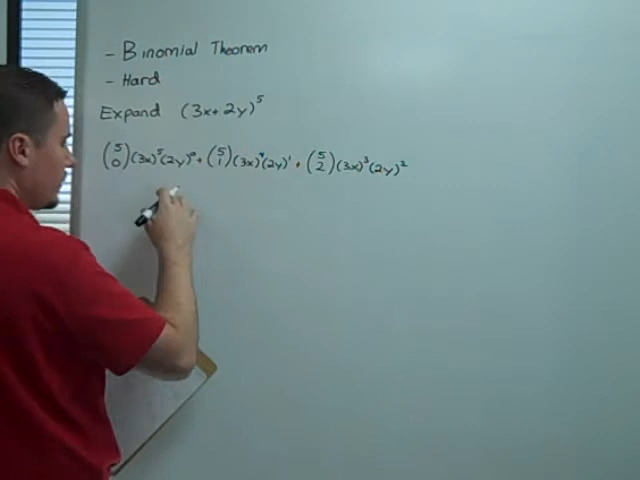 - Binomial Theorem
- Hard
Expand (3x+2y)⁵
(5 0)(3x)⁵(2y)⁰ + (5 1)(3x)⁴(2y)¹ + (5 2)(3x)³(2y)²